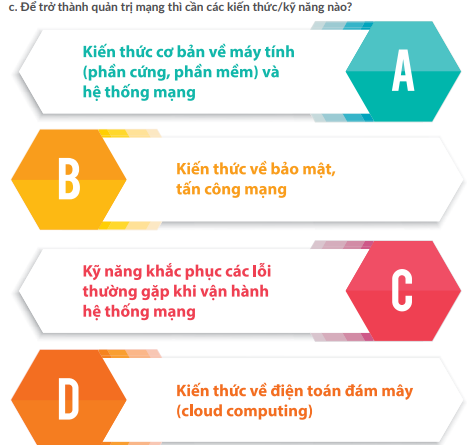 c. Để trở thành quản trị mạng thì cần các kiến thức/kỹ năng nào?
Kiến thức cơ bản về máy tính
(phần cứng, phần mềm) và
hệ thống mạng
A
B
Kiến thức về bảo mật,
tấn công mạng
Kỹ năng khắc phục các lỗi
thường gặp khi vận hành
hệ thống mạng
C
D
Kiến thức về điện toán đám mây
(cloud computing)